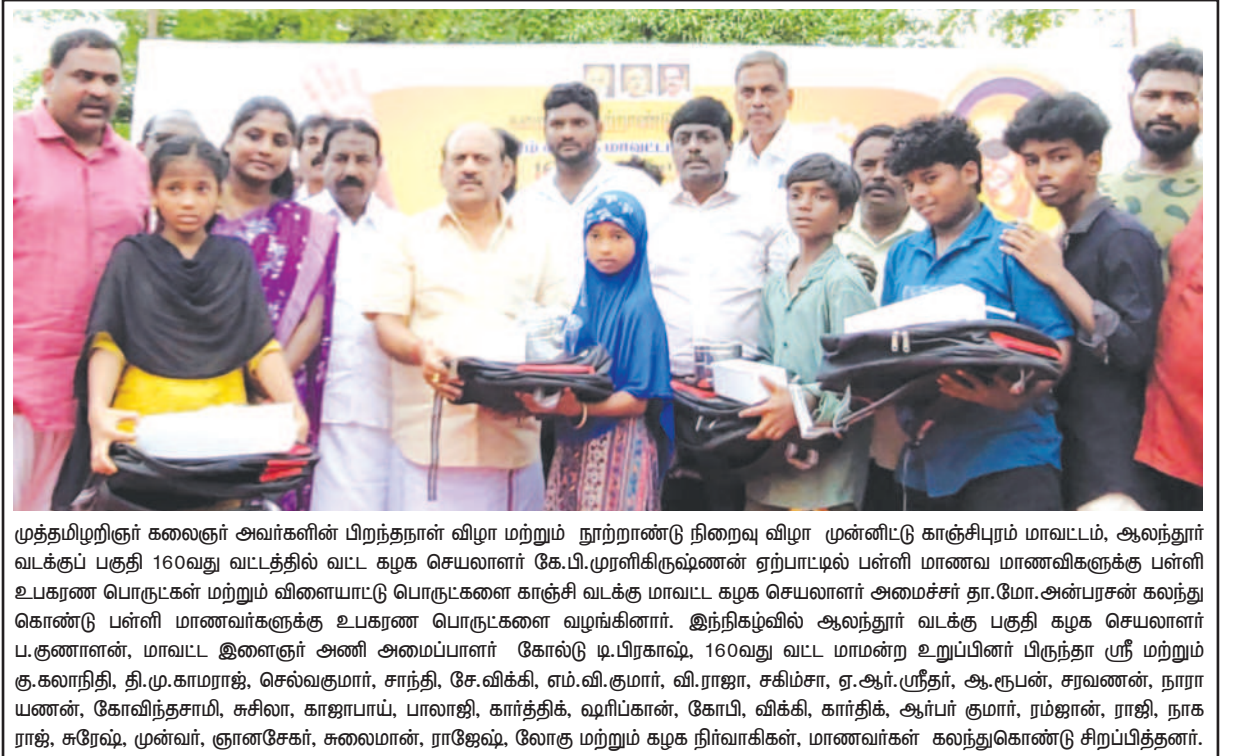 மாவட்ட
முத்தமிழறிஞர் கலைஞர் அவர்களின் பிறந்தநாள் விழா மற்றும் நூற்றாண்டு நிறைவு விழா முன்னிட்டு காஞ்சிபுரம் மாவட்டம், ஆலந்தூர்
வடக்குப் பகுதி 160வது வட்டத்தில் வட்ட கழக செயலாளர் கே.பி.முரளிகிருஷ்ணன் ஏற்பாட்டில் பள்ளி மாணவ மாணவிகளுக்கு பள்ளி
உபகரண பொருட்கள் மற்றும் விளையாட்டு பொருட்களை காஞ்சி வடக்கு மாவட்ட கழக செயலாளர் அமைச்சர் தா.மோ.அன்பரசன் கலந்து
கொண்டு பள்ளி மாணவர்களுக்கு உபகரண பொருட்களை வழங்கினார். இந்நிகழ்வில் ஆலந்தூர் வடக்கு பகுதி கழக செயலாளர்
ப.குணாளன், மாவட்ட இளைஞர் அணி அமைப்பாளர் கோல்டு டி.பிரகாஷ், 160வது வட்ட மாமன்ற உறுப்பினர் பிருந்தா ஸ்ரீ மற்றும்
கு.கலாநிதி, தி.மு.காமராஜ், செல்வகுமார், சாந்தி, சே.விக்கி, எம்.வி.குமார், வி.ராஜா, சகிம்சா, ஏ.ஆர்.ஸ்ரீதர், ஆ.ரூபன், சரவணன், நாரா
யணன், கோவிந்தசாமி, சுசிலா, காஜாபாய், பாலாஜி, கார்த்திக், ஷரிப்கான், கோபி, விக்கி, கார்திக், ஆர்பர் குமார், ரம்ஜான், ராஜி, நாக
ராஜ், சுரேஷ், முன்வர், ஞானசேகர், சுலைமான், ராஜேஷ், லோகு மற்றும் கழக நிர்வாகிகள், மாணவர்கள் கலந்துகொண்டு சிறப்பித்தனர்.